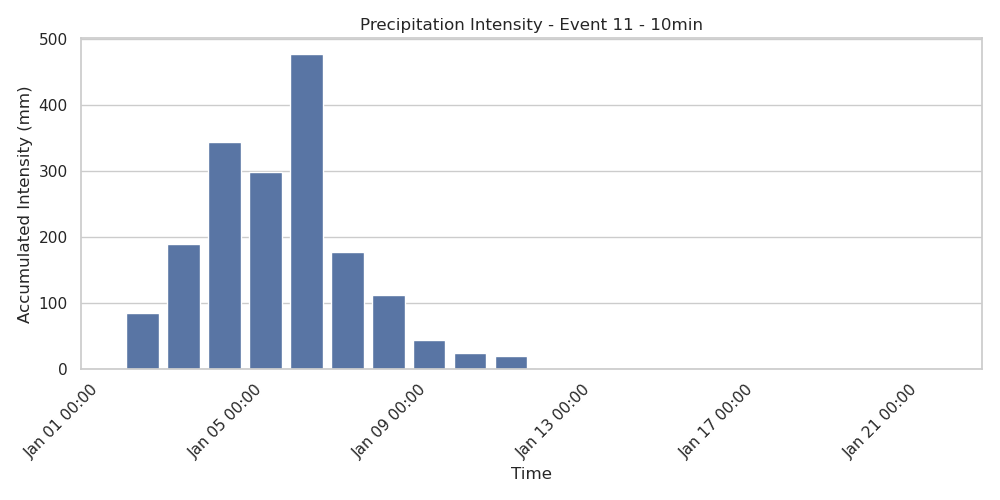 Precipitation Intensity - Event 11 - 10min
Accumulated Intensity (mm)
500
400
300
200
100
0
Jan 01 00:00
Jan 05 00:00
Jan 09 00:00
Jan 13 00:00
Jan 17 00:00
Jan 21 00:00
Time